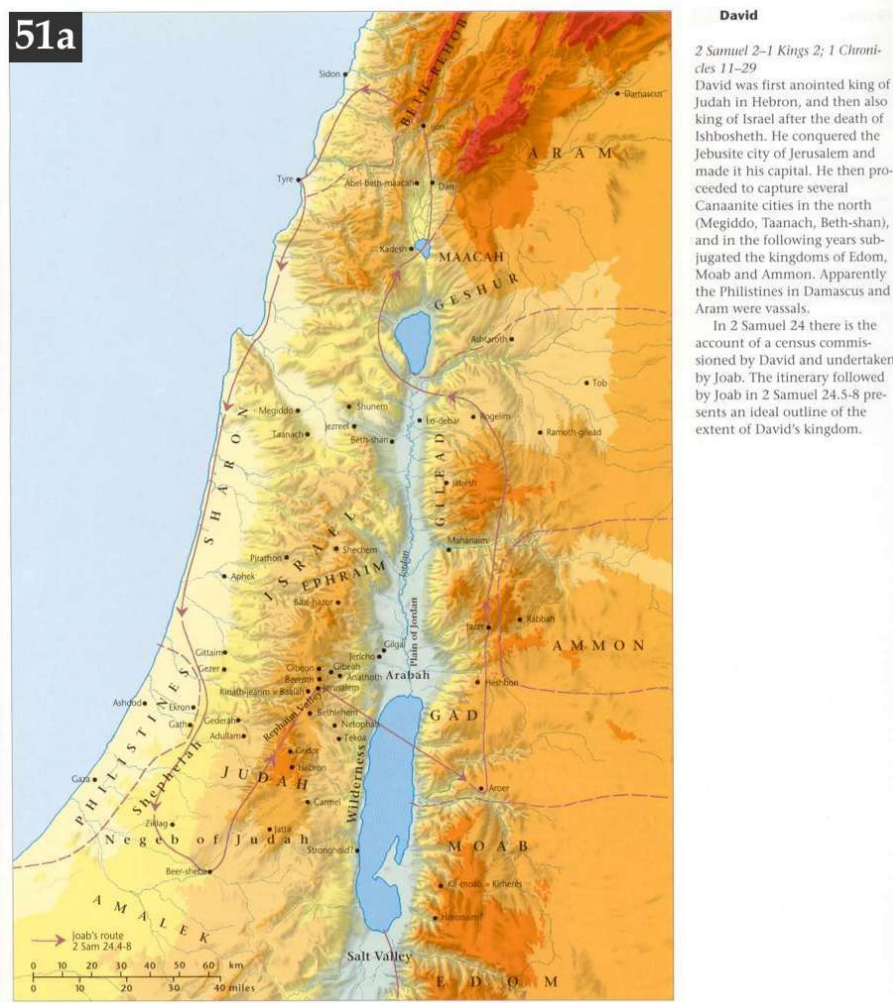 51a
David
2 Samuel 2–1 Kings 2; 1 Chroni-
cles 11–29
David was first anointed king of
Judah in Hebron, and then also
king of Israel after the death of
Ishbosheth. He conquered the
Jebusite city of Jerusalem and
made it his capital. He then pro-
ceeded to capture several
Canaanite cities in the north
(Megiddo, Taanach, Beth-shan),
and in the following years sub-
jugated the kingdoms of Edom,
Moab and Ammon. Apparently
the Philistines in Damascus and
Aram were vassals.
In 2 Samuel 24 there is the
account of a census commis-
sioned by David and undertaken
by Joab. The itinerary followed
by Joab in 2 Samuel 24.5-8 pre-
sents an ideal outline of the
extent of David's kingdom.
BETH-REHOB
Sidon
Damascus
Ijon
ARAM
Tyre
Abel-beth-maacah
Dan
Kadesh
MAACAH
GESHUR
Ashtaroth
Tob
Megiddo
Shunem
Jezreel
Taanach
Beth-shan
Lo-debar
Rogelim
Ramoth-gilead
SHARON
GILEAD
Jabesh
ISRAEL
Shechem
Mahanaim
Pirathon
EPHRAIM
Jordan
Aphek
Baal-hazor
Plain of Jordan
Jazer
Rabbah
AMMON
Gittaim
Gilgal
Jericho
Gezer
Gibeon
Gibeah
Beeroth
Anathoth
Arabah
Heshbon
Kiriath-jearim = Baalah
Jerusalem
Rephaim Valley
PHILISTINES
Ashdod
Ekron
Gath
Gederah
Adullam
Bethlehem
Netophah
Tekoa
GAD
Shephelah
Gedor
Wilderness
Gaza
JUDAH
Hebron
Carmel
Aroer
Ziklag
Jattir
Negeb of Judah
Stronghold?
MOAB
Beer-sheba
Kir-moab = Kirheres
AMALEK
Horonaim?
Joab's route
2 Sam 24.4-8
Salt Valley
EDOM
0 10 20 30 40 50 60 km
0 10 20 30 40 miles